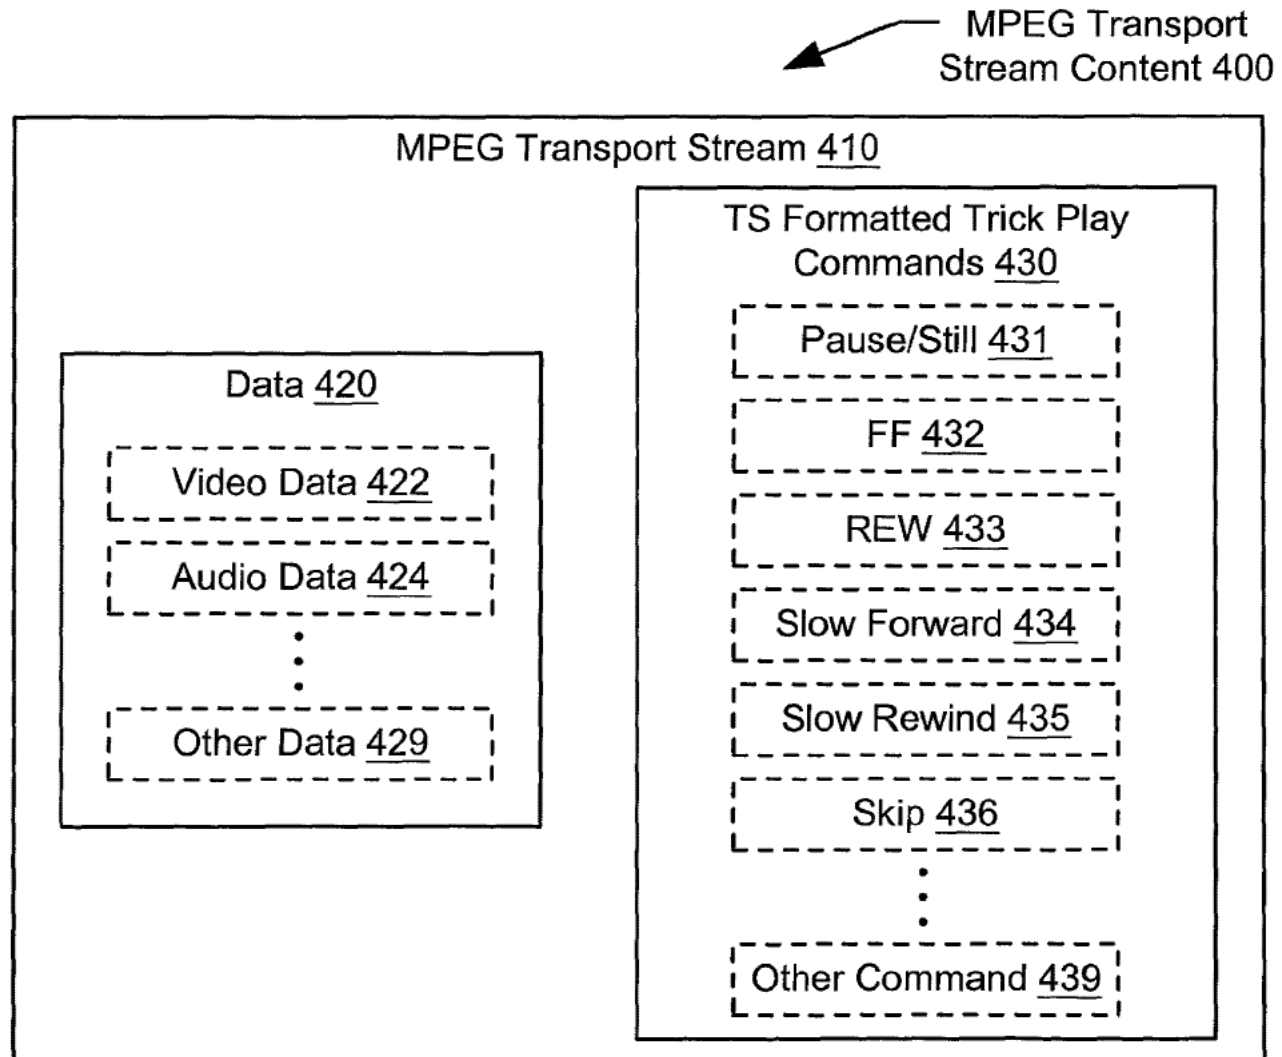 MPEG Transport
Stream Content 400
MPEG Transport Stream 410
TS Formatted Trick Play
Commands 430
Pause/Still 431
FF 432
REW 433
Slow Forward 434
Slow Rewind 435
Skip 436
Other Command 439
Data 420
Video Data 422
Audio Data 424
Other Data 429